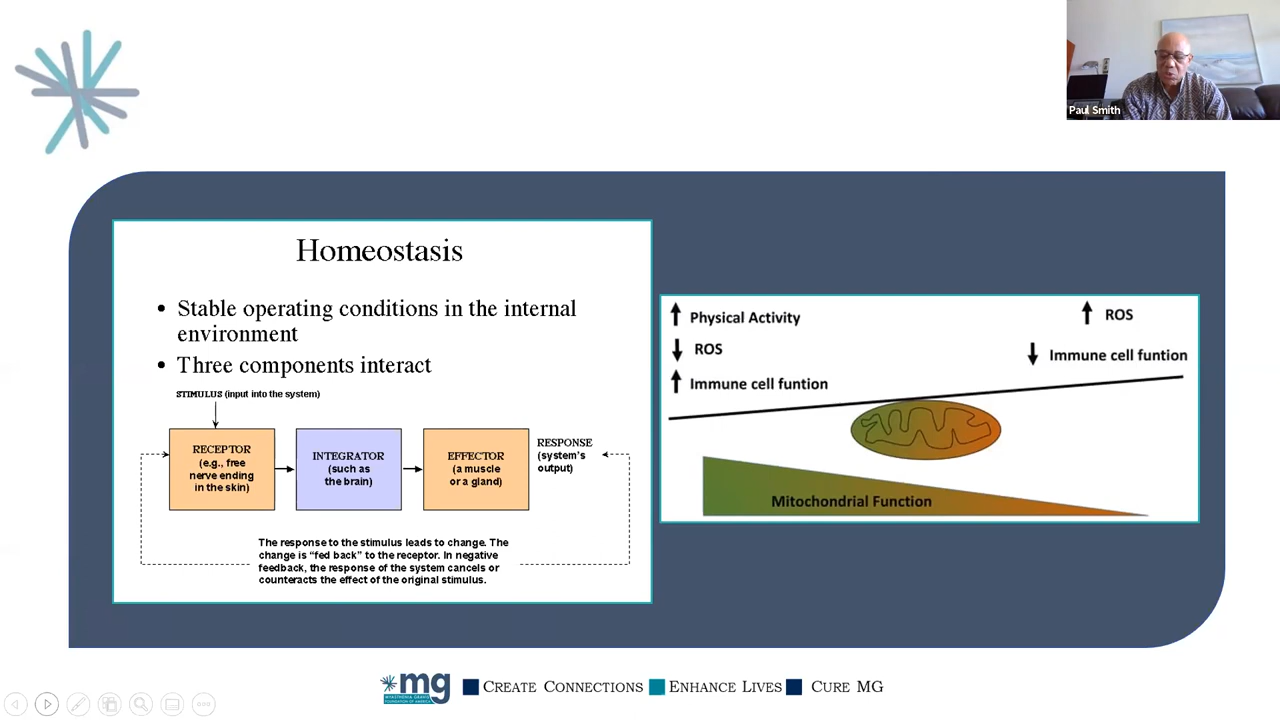 Paul Smith
Homeostasis
• Stable operating conditions in the internal
environment
• Three components interact
STIMULUS (input into the system)
RECEPTOR
(e.g., free
nerve ending
in the skin)
INTEGRATOR
(such as
the brain)
EFFECTOR
(a muscle
or a gland)
RESPONSE
(system's
output)
The response to the stimulus leads to change. The
change is “fed back” to the receptor. In negative
feedback, the response of the system cancels or
counteracts the effect of the original stimulus.
Physical Activity
ROS
Immune cell funtion
ROS
Immune cell funtion
Mitochondrial Function
mg
MYASTHENIA GRAVIS
FOUNDATION OF AMERICA
CREATE CONNECTIONS ENHANCE LIVES CURE MG